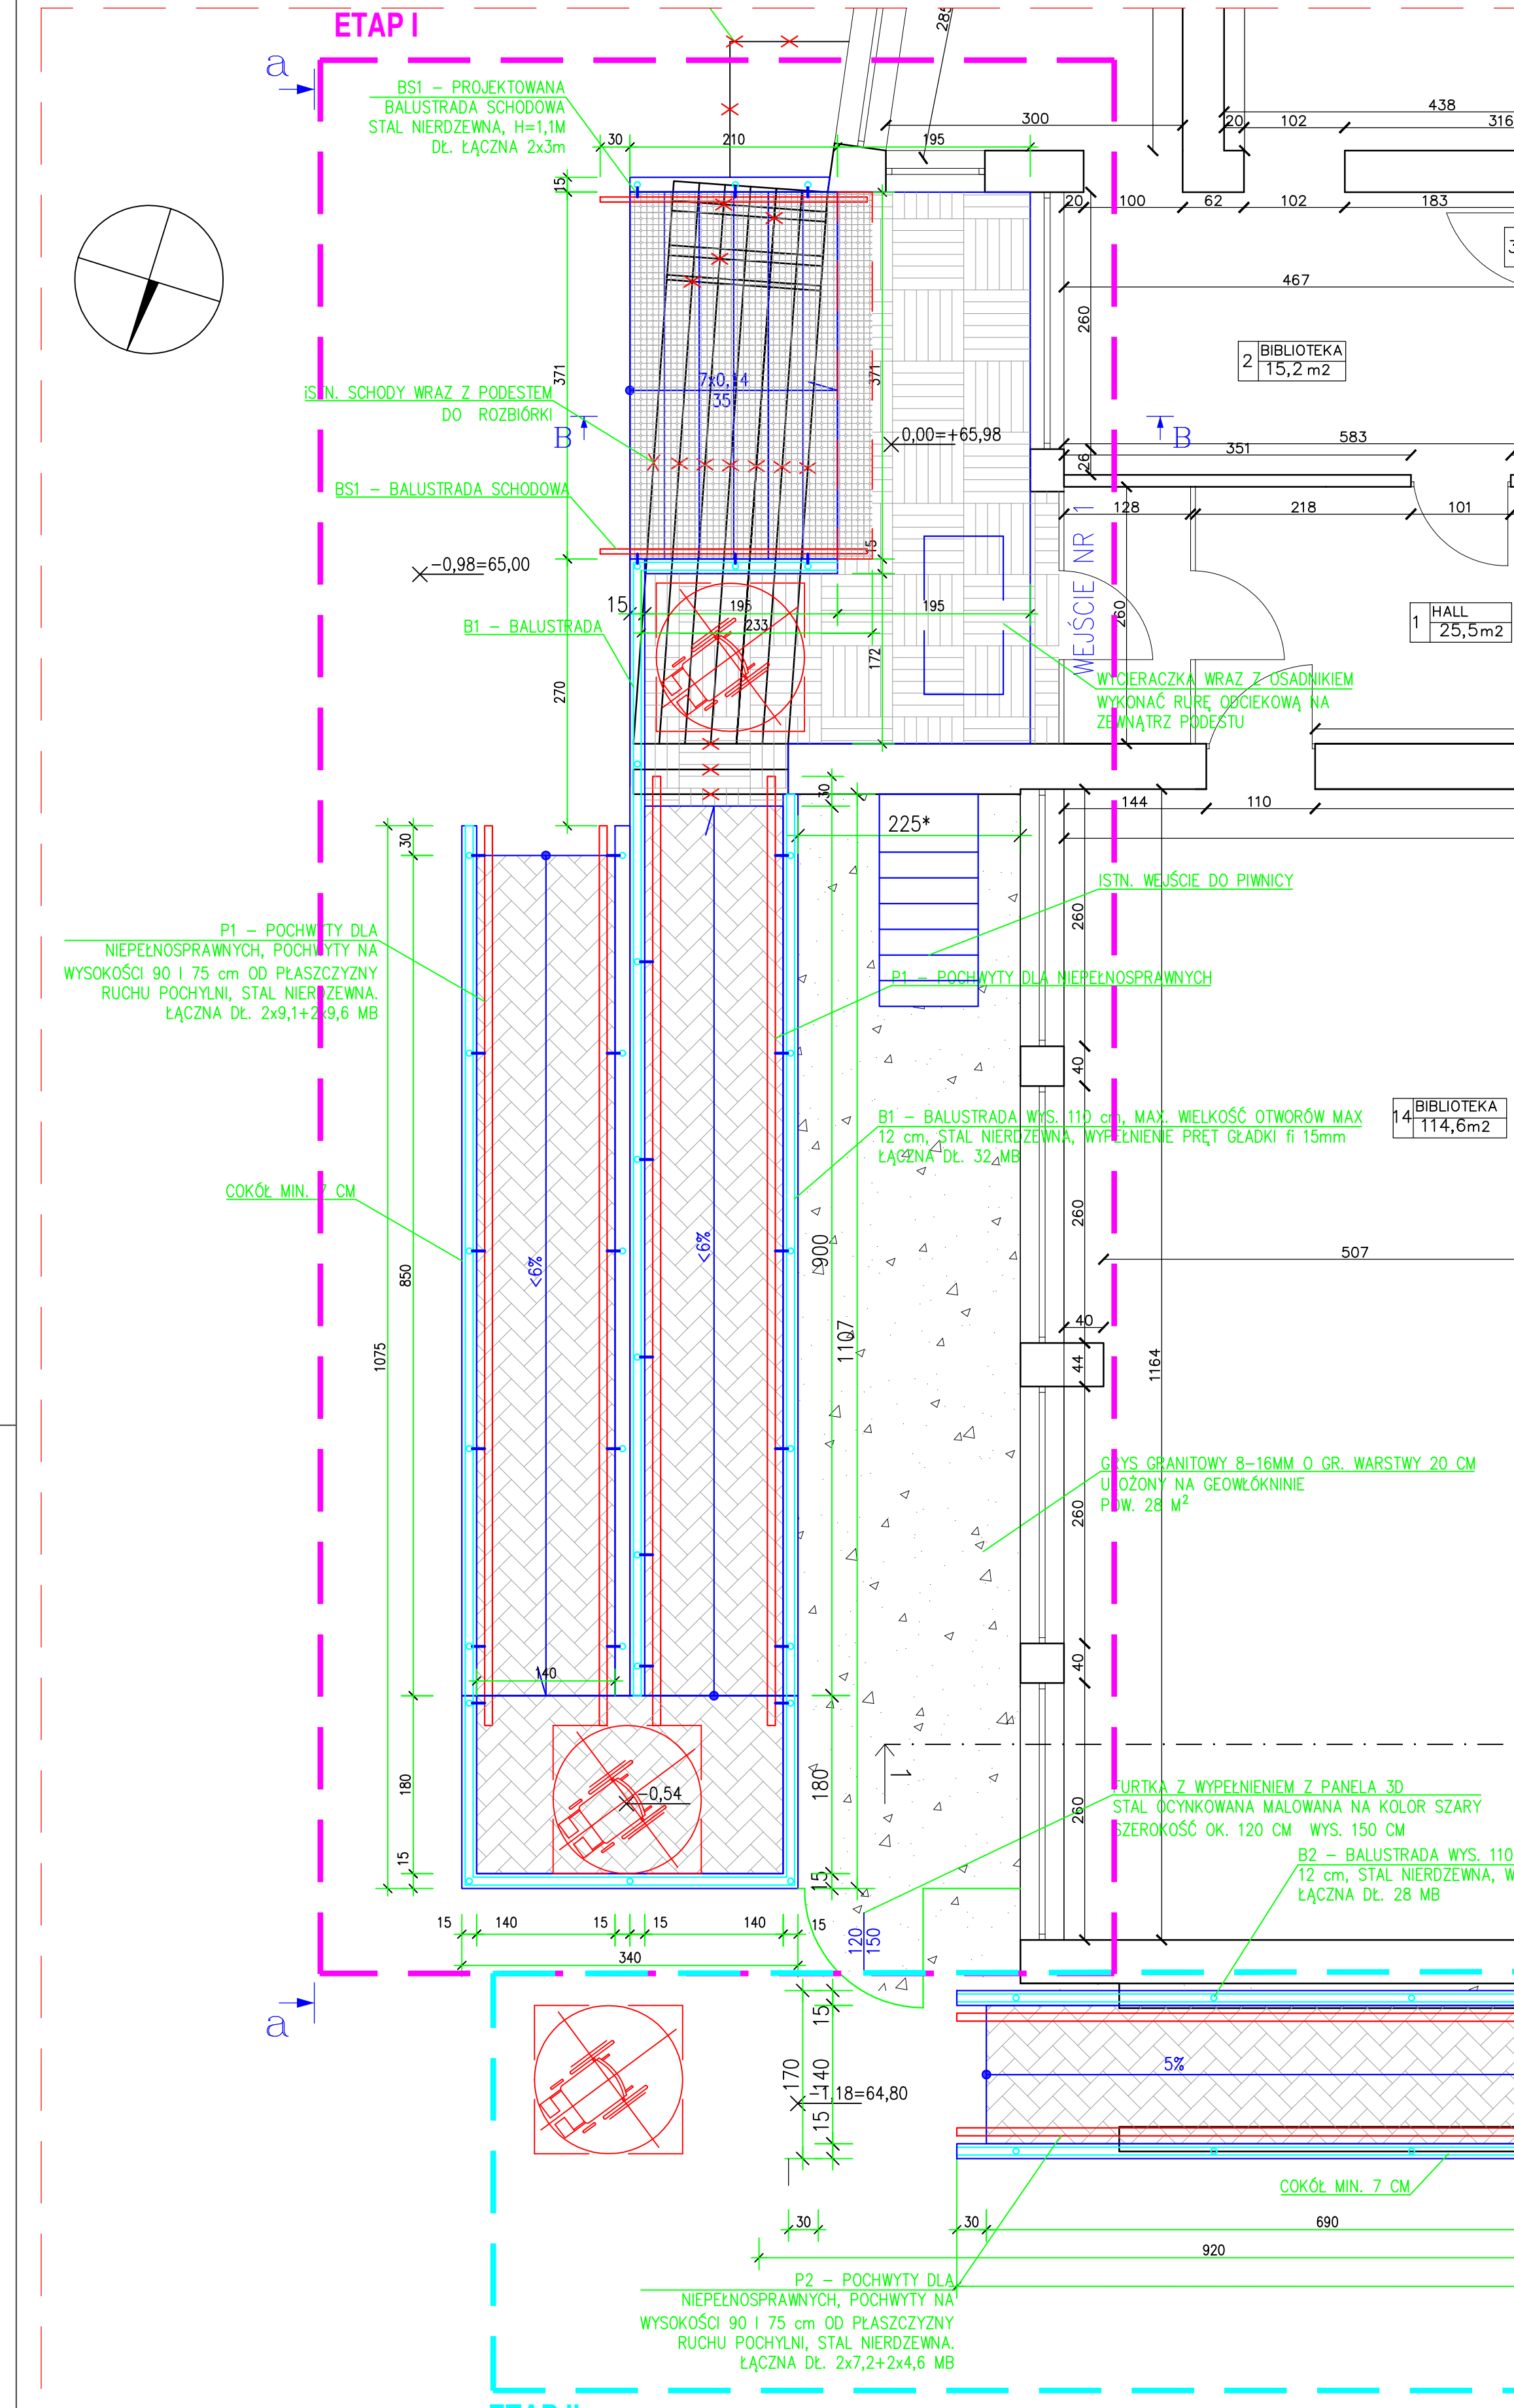 ETAP I
a
BS1 – PROJEKTOWANA
BALUSTRADA SCHODOWA
STAL NIERDZEWNA, H=1,1M
DŁ. ŁĄCZNA 2x3m
30
210
195
300
285
438
20
102
316
15
20
100
62
102
183
467
260
371
371
7x0,14
35
2
BIBLIOTEKA
15,2 m2
iSTN. SCHODY WRAZ Z PODESTEM
DO ROZBIÓRKI
B
B
0,00=+65,98
583
351
26
BS1 – BALUSTRADA SCHODOWA
128
218
101
WEJŚCIE NR 1
-0,98=65,00
15
15
195
195
233
B1 – BALUSTRADA
260
172
270
1
HALL
25,5m2
WYCIERACZKA WRAZ Z OSADNIKIEM
WYKONAĆ RURĘ ODCIEKOWĄ NA
ZEWNĄTRZ PODESTU
30
144
110
225*
30
ISTN. WEJŚCIE DO PIWNICY
260
P1 – POCHWYTY DLA
NIEPEŁNOSPRAWNYCH, POCHWYTY NA
WYSOKOŚCI 90 I 75 cm OD PŁASZCZYZNY
RUCHU POCHYLNI, STAL NIERDZEWNA.
ŁĄCZNA DŁ. 2x9,1+2x9,6 MB
P1 – POCHWYTY DLA NIEPEŁNOSPRAWNYCH
40
B1 – BALUSTRADA WYS. 110 cm, MAX. WIELKOŚĆ OTWORÓW MAX
12 cm, STAL NIERDZEWNA, WYPEŁNIENIE PRĘT GŁADKI fi 15mm
ŁĄCZNA DŁ. 32 MB
14
BIBLIOTEKA
114,6m2
COKÓŁ MIN. 7 CM
260
<6%
<6%
900
850
507
40
1075
1107
44
1164
GRYS GRANITOWY 8–16MM O GR. WARSTWY 20 CM
UŁOŻONY NA GEOWŁÓKNINIE
POW. 28 M²
260
140
40
180
-0,54
180
1
FURTKA Z WYPEŁNIENIEM Z PANELA 3D
STAL OCYNKOWANA MALOWANA NA KOLOR SZARY
SZEROKOŚĆ OK. 120 CM WYS. 150 CM
260
15
15
B2 – BALUSTRADA WYS. 110
12 cm, STAL NIERDZEWNA, W
ŁĄCZNA DŁ. 28 MB
15
140
15
15
140
15
120
150
340
a
15
170
140
15
5%
-1,18=64,80
COKÓŁ MIN. 7 CM
30
30
690
920
P2 – POCHWYTY DLA
NIEPEŁNOSPRAWNYCH, POCHWYTY NA
WYSOKOŚCI 90 I 75 cm OD PŁASZCZYZNY
RUCHU POCHYLNI, STAL NIERDZEWNA.
ŁĄCZNA DŁ. 2x7,2+2x4,6 MB